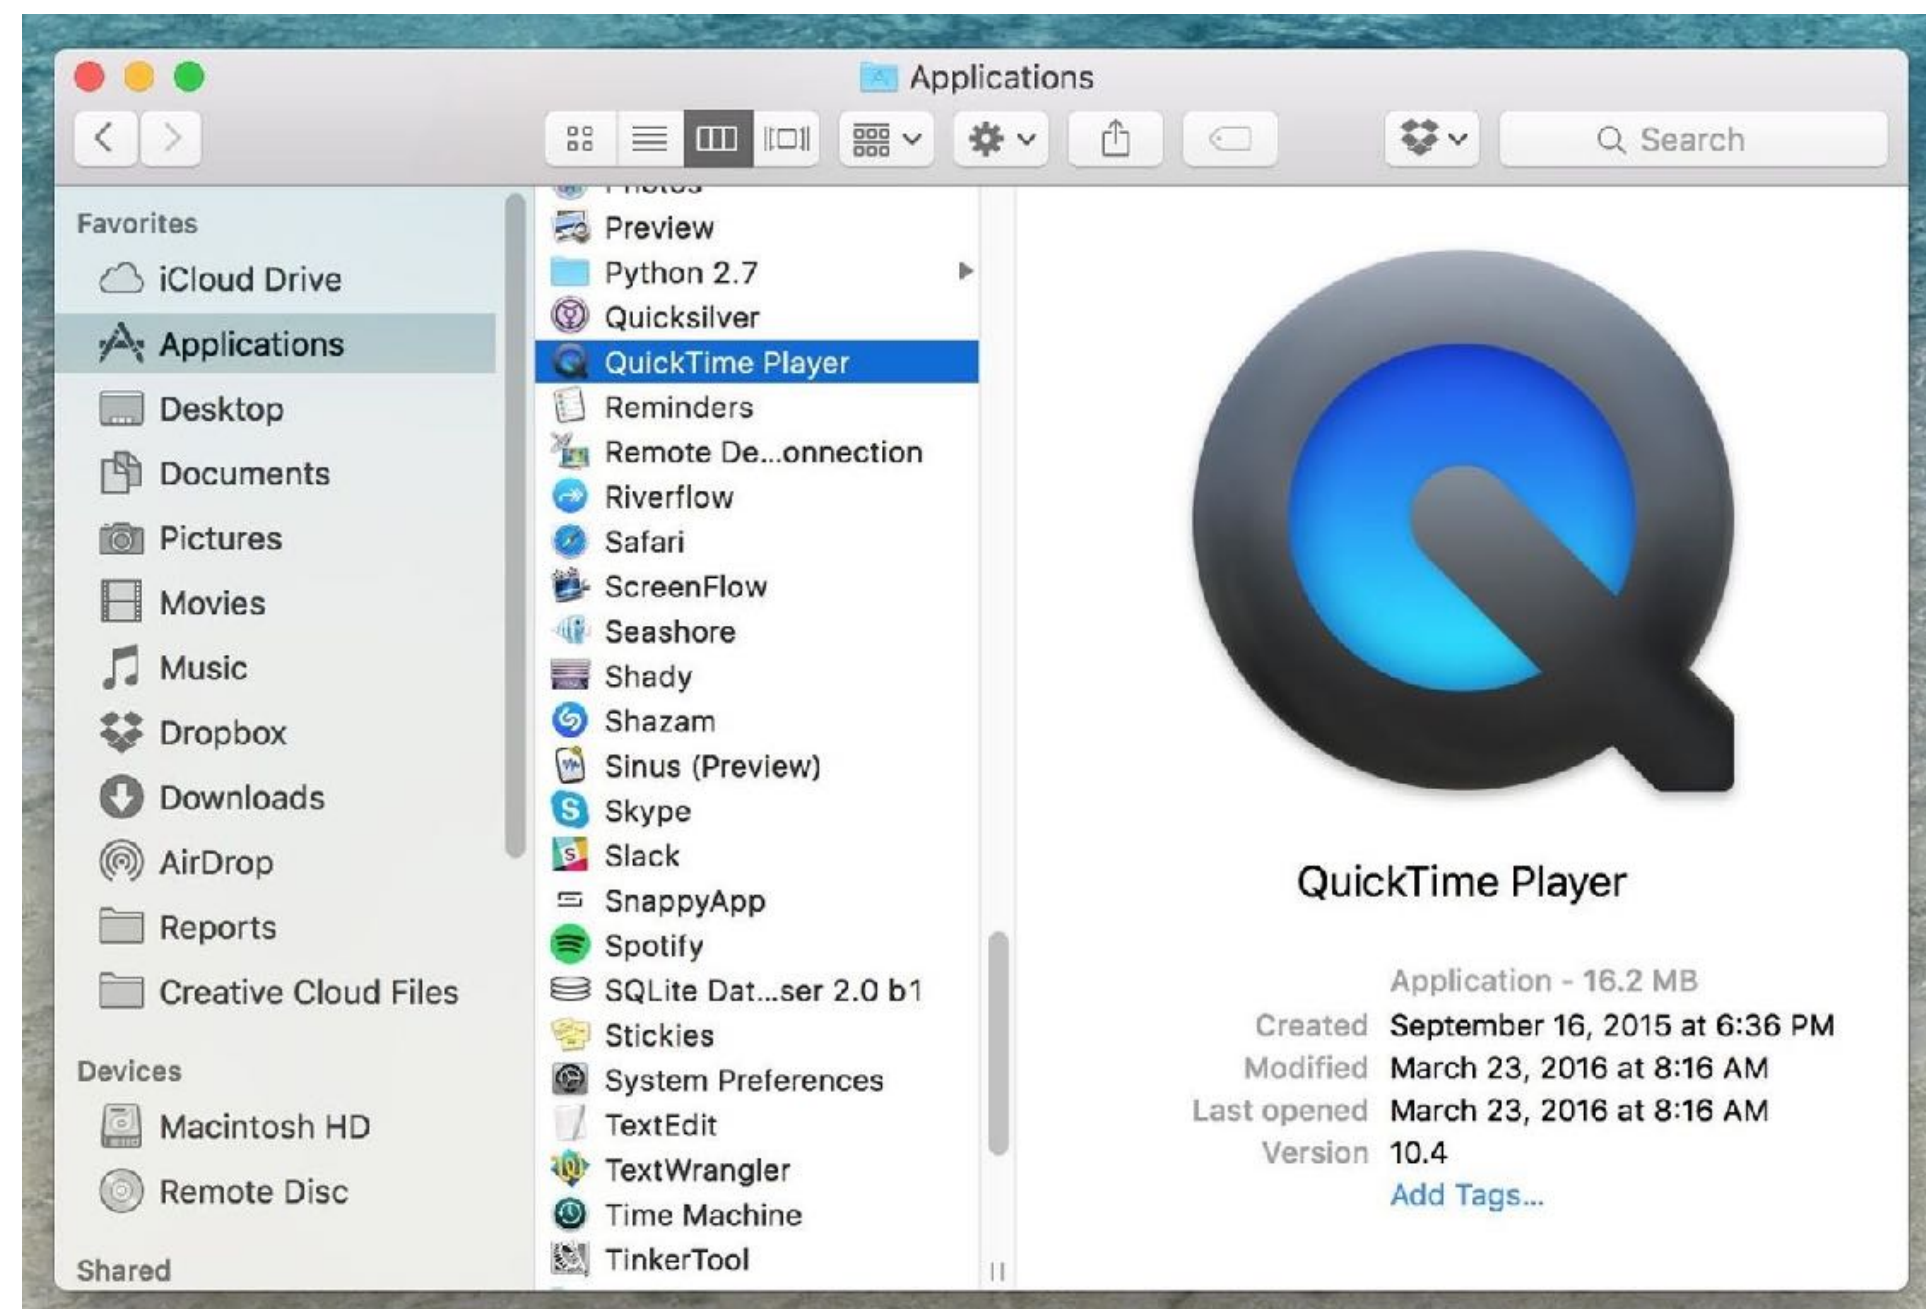 Applications
Search
Favorites
iCloud Drive
Applications
Desktop
Documents
Pictures
Movies
Music
Dropbox
Downloads
AirDrop
Reports
Creative Cloud Files
Devices
Macintosh HD
Remote Disc
Shared
Photos
Preview
Python 2.7
Quicksilver
QuickTime Player
Reminders
Remote De...onnection
Riverflow
Safari
ScreenFlow
Seashore
Shady
Shazam
Sinus (Preview)
Skype
Slack
SnappyApp
Spotify
SQLite Dat...ser 2.0 b1
Stickies
System Preferences
TextEdit
TextWrangler
Time Machine
TinkerTool
QuickTime Player
Application - 16.2 MB
Created September 16, 2015 at 6:36 PM
Modified March 23, 2016 at 8:16 AM
Last opened March 23, 2016 at 8:16 AM
Version 10.4
Add Tags...